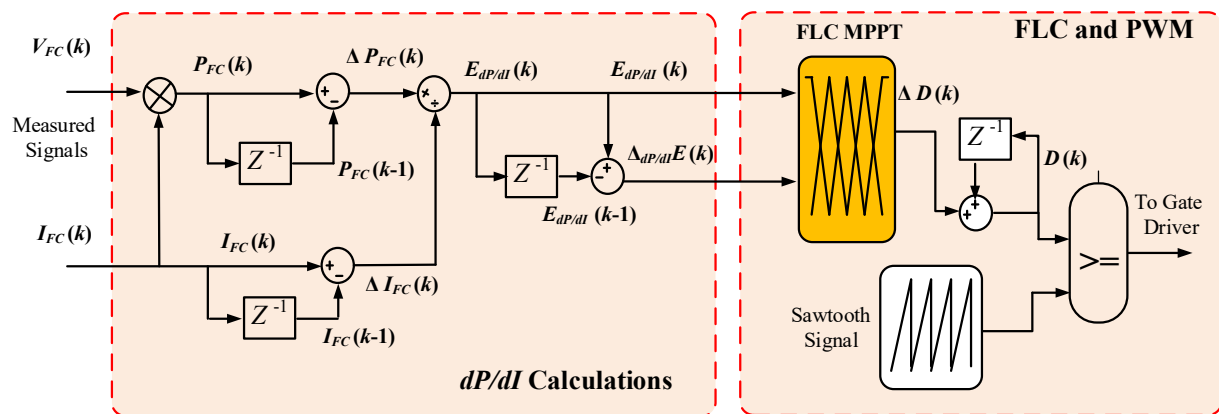 V_FC(k)
Measured
Signals
I_FC(k)
P_FC(k)
Δ P_FC(k)
E_dP/dI(k)
E_dP/dI(k)
+
-
×
÷
Z^-1
P_FC(k-1)
Z^-1
-
+
Δ_dP/dI E(k)
E_dP/dI(k-1)
I_FC(k)
+
-
Δ I_FC(k)
Z^-1
I_FC(k-1)
dP/dI Calculations
FLC MPPT
FLC and PWM
Δ D(k)
Z^-1
D(k)
+
+
To Gate
Driver
>=
Sawtooth
Signal